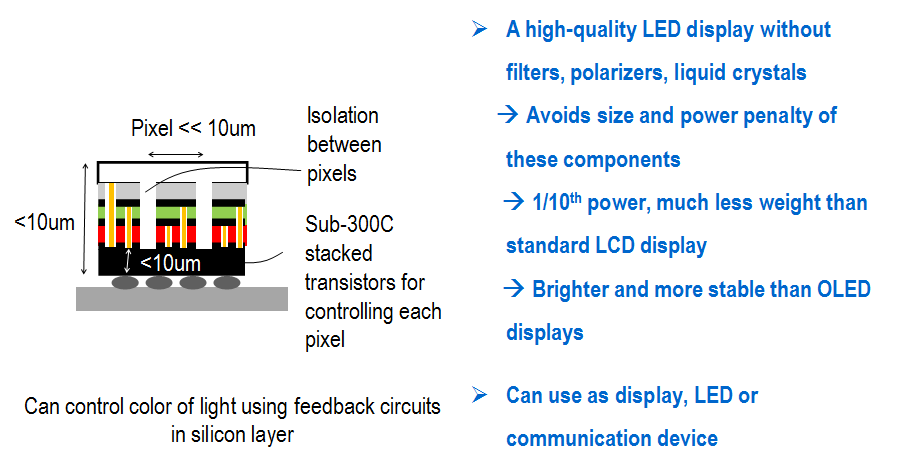 Pixel << 10um
Isolation
between
pixels
<10um
<10um
Sub-300C
stacked
transistors for
controlling each
pixel
Can control color of light using feedback circuits
in silicon layer
➢ A high-quality LED display without
filters, polarizers, liquid crystals
→ Avoids size and power penalty of
these components
→ 1/10th power, much less weight than
standard LCD display
→ Brighter and more stable than OLED
displays
➢ Can use as display, LED or
communication device